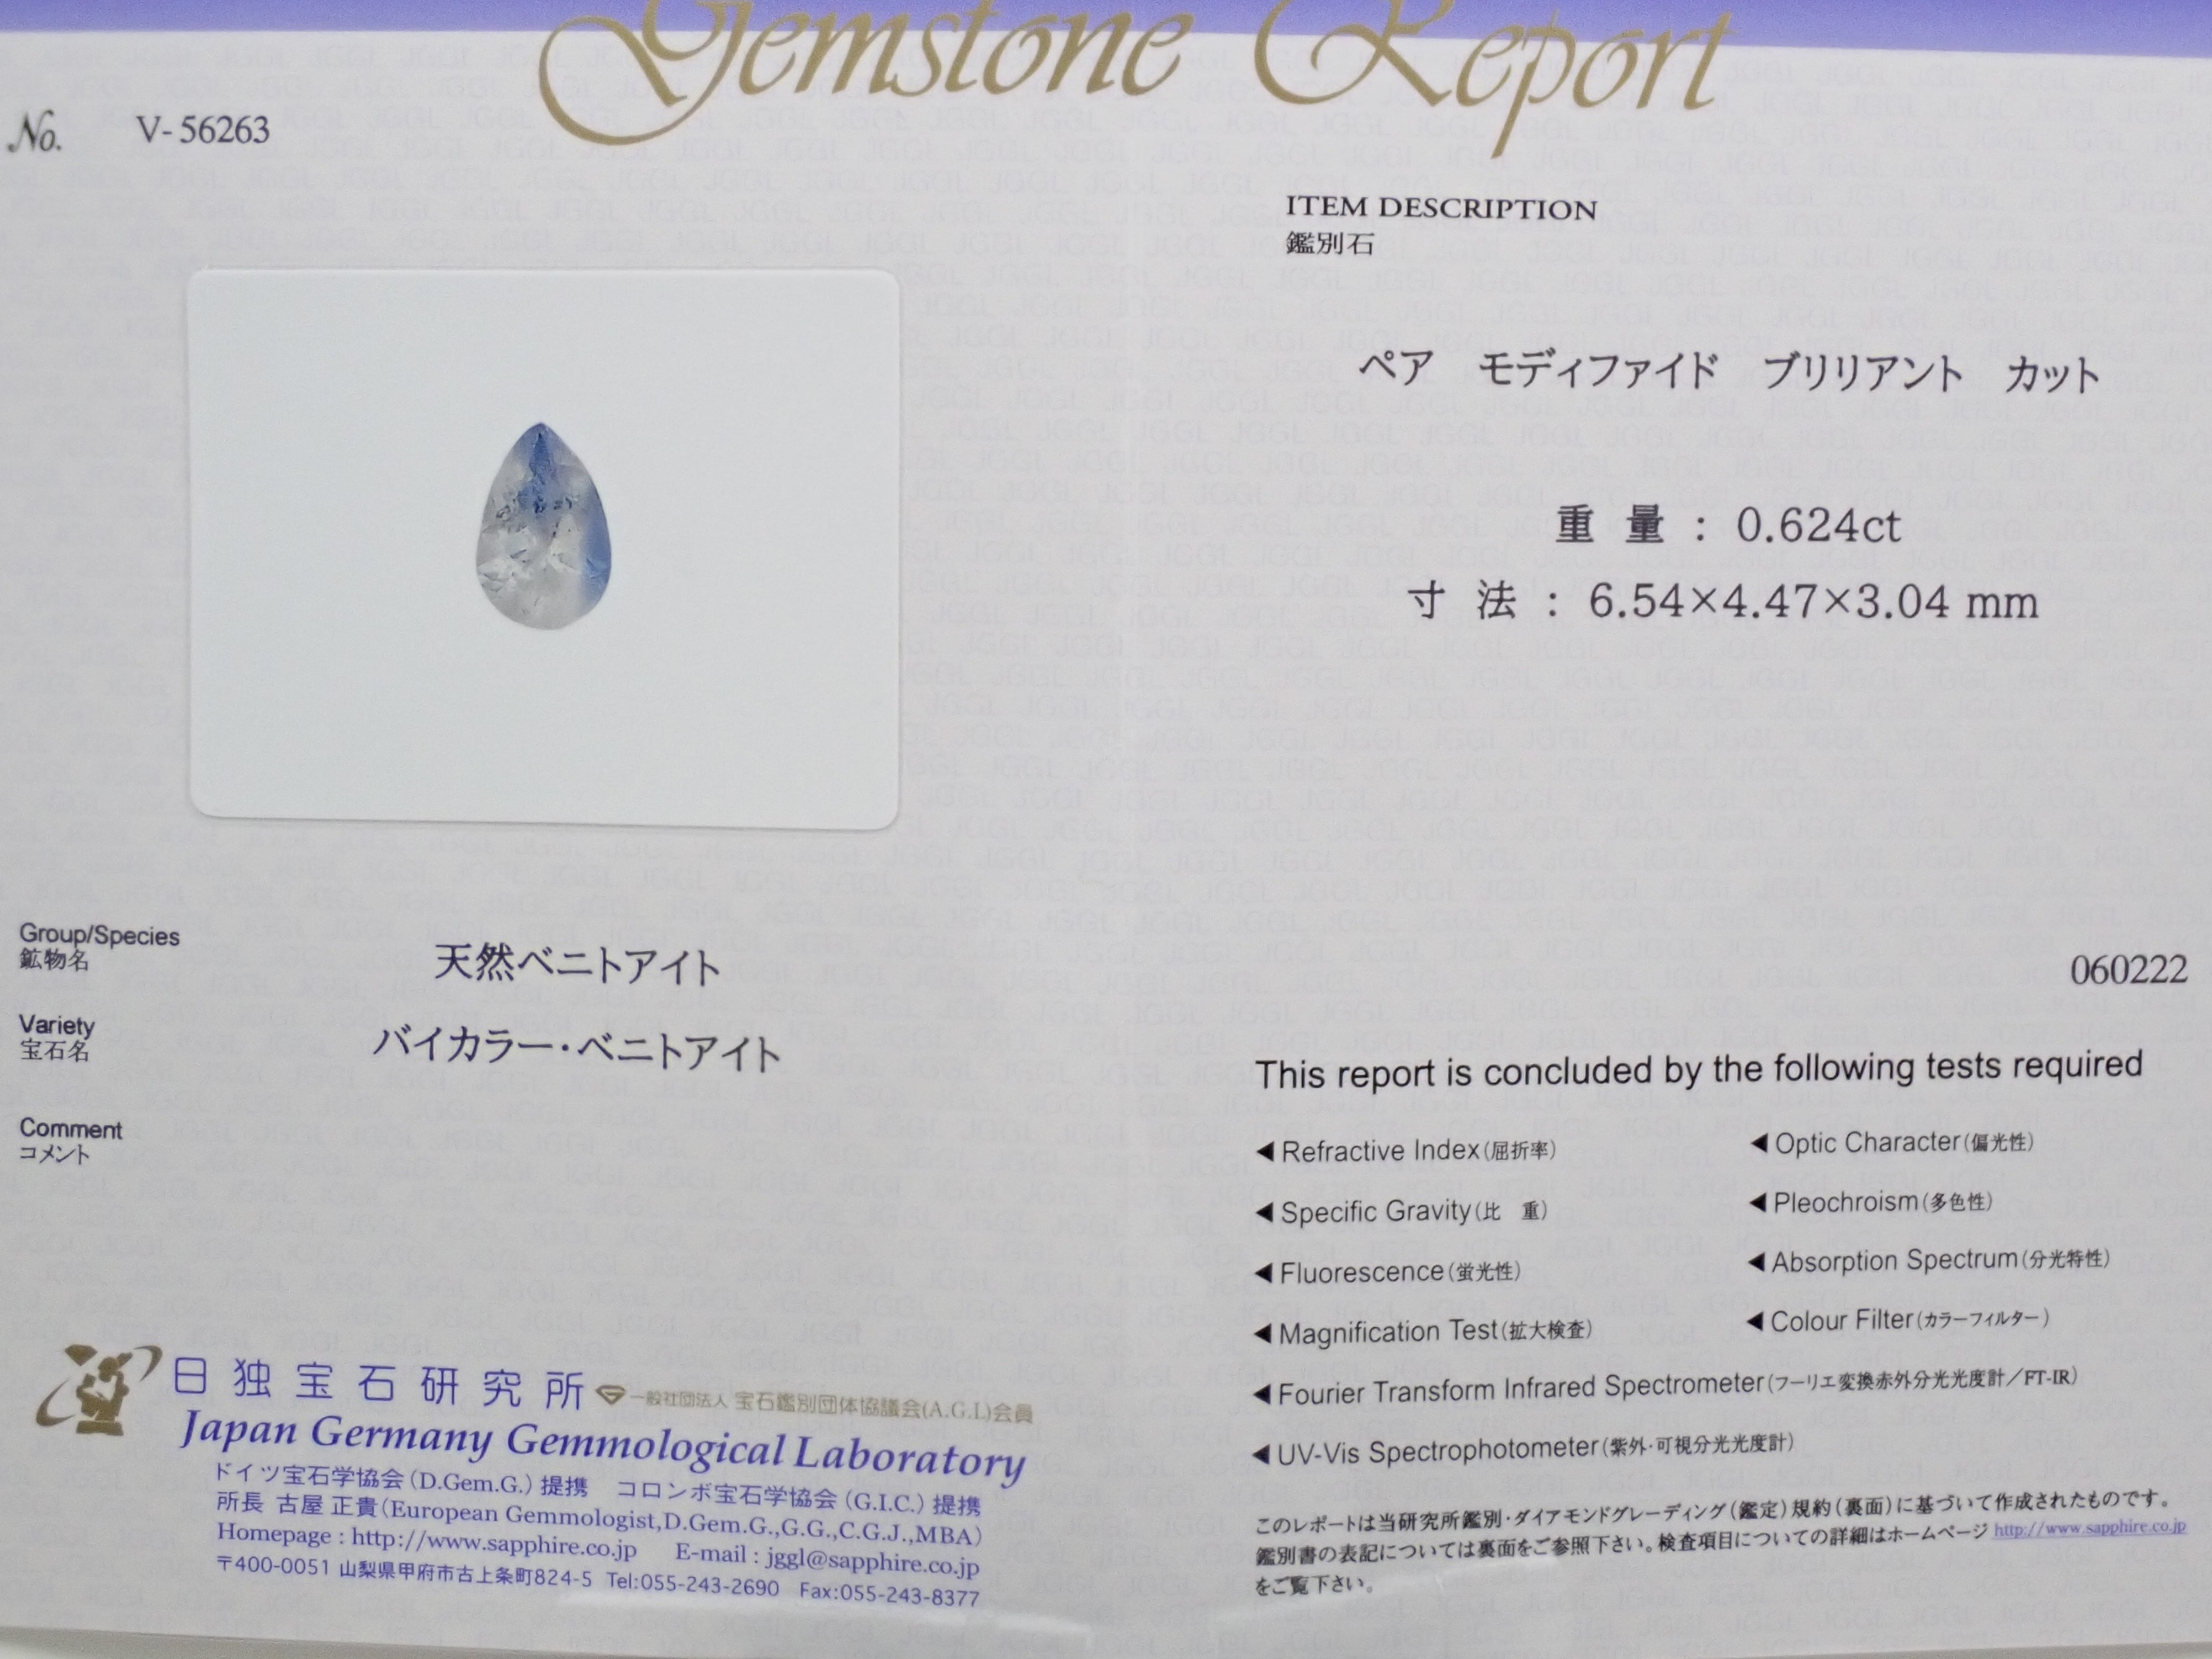 Gemstone Report
No. V-56263
ITEM DESCRIPTION
鑑別石
ペア モディファイド ブリリアント カット
重 量 : 0.624ct
寸 法 : 6.54×4.47×3.04 mm
Group/Species
鉱物名
天然ベニトアイト
060222
Variety
宝石名
バイカラー・ベニトアイト
Comment
コメント
This report is concluded by the following tests required
◀Refractive Index(屈折率)
◀Optic Character(偏光性)
◀Specific Gravity(比 重)
◀Pleochroism(多色性)
◀Fluorescence(蛍光性)
◀Absorption Spectrum(分光特性)
◀Magnification Test(拡大検査)
◀Colour Filter(カラーフィルター)
◀Fourier Transform Infrared Spectrometer(フーリエ変換赤外分光光度計/FT-IR)
◀UV-Vis Spectrophotometer(紫外・可視分光光度計)
このレポートは当研究所鑑別・ダイアモンドグレーディング(鑑定)規約(裏面)に基づいて作成されたものです。
鑑別書の表記については裏面をご参照下さい。検査項目についての詳細はホームページ http://www.sapphire.co.jp
をご覧下さい。
日独宝石研究所 一般社団法人 宝石鑑別団体協議会(A.G.L)会員
Japan Germany Gemmological Laboratory
ドイツ宝石学協会(D.Gem.G.)提携 コロンボ宝石学協会(G.I.C.)提携
所長 古屋 正貴(European Gemmologist,D.Gem.G.,G.G.,C.G.J.,MBA)
Homepage : http://www.sapphire.co.jp E-mail : jggl@sapphire.co.jp
〒400-0051 山梨県甲府市古上条町824-5 Tel:055-243-2690 Fax:055-243-8377